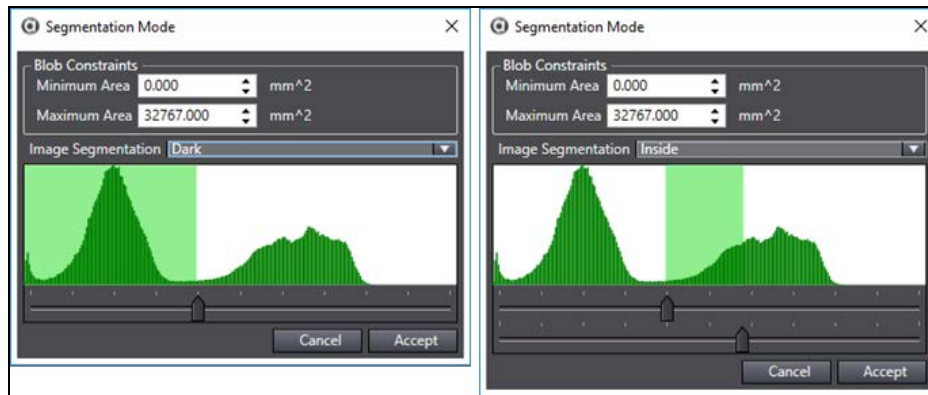 Segmentation Mode
Blob Constraints
Minimum Area 0.000 mm^2
Maximum Area 32767.000 mm^2
Image Segmentation Dark
Cancel Accept
Segmentation Mode
Blob Constraints
Minimum Area 0.000 mm^2
Maximum Area 32767.000 mm^2
Image Segmentation Inside
Cancel Accept